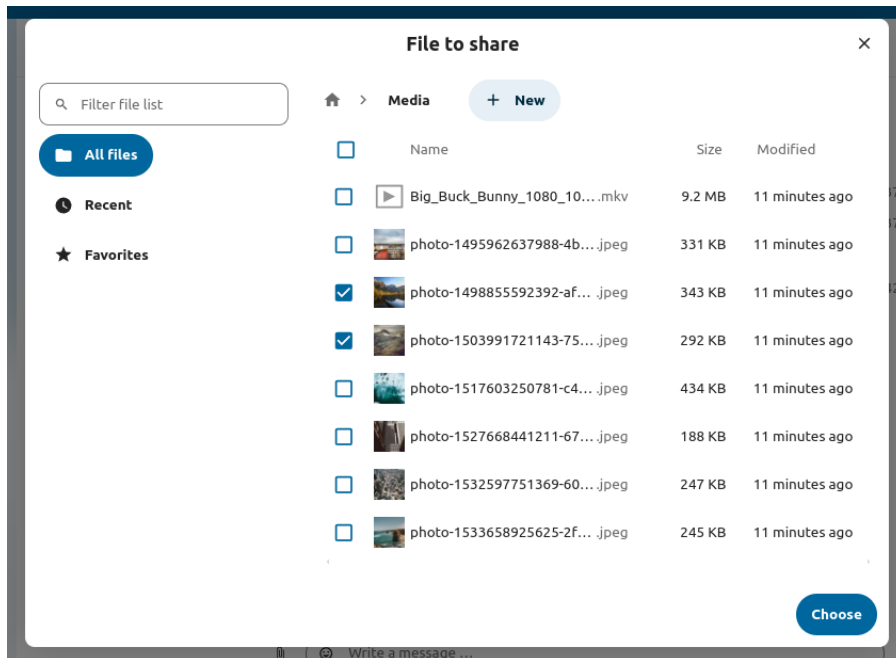 File to share
Filter file list
All files
Recent
Favorites
Media
+ New
Name Size Modified
Big_Buck_Bunny_1080_10... .mkv 9.2 MB 11 minutes ago
photo-1495962637988-4b... .jpeg 331 KB 11 minutes ago
photo-1498855592392-af... .jpeg 343 KB 11 minutes ago
photo-1503991721143-75... .jpeg 292 KB 11 minutes ago
photo-1517603250781-c4... .jpeg 434 KB 11 minutes ago
photo-1527668441211-67... .jpeg 188 KB 11 minutes ago
photo-1532597751369-60... .jpeg 247 KB 11 minutes ago
photo-1533658925625-2f... .jpeg 245 KB 11 minutes ago
Choose
Write a message ...